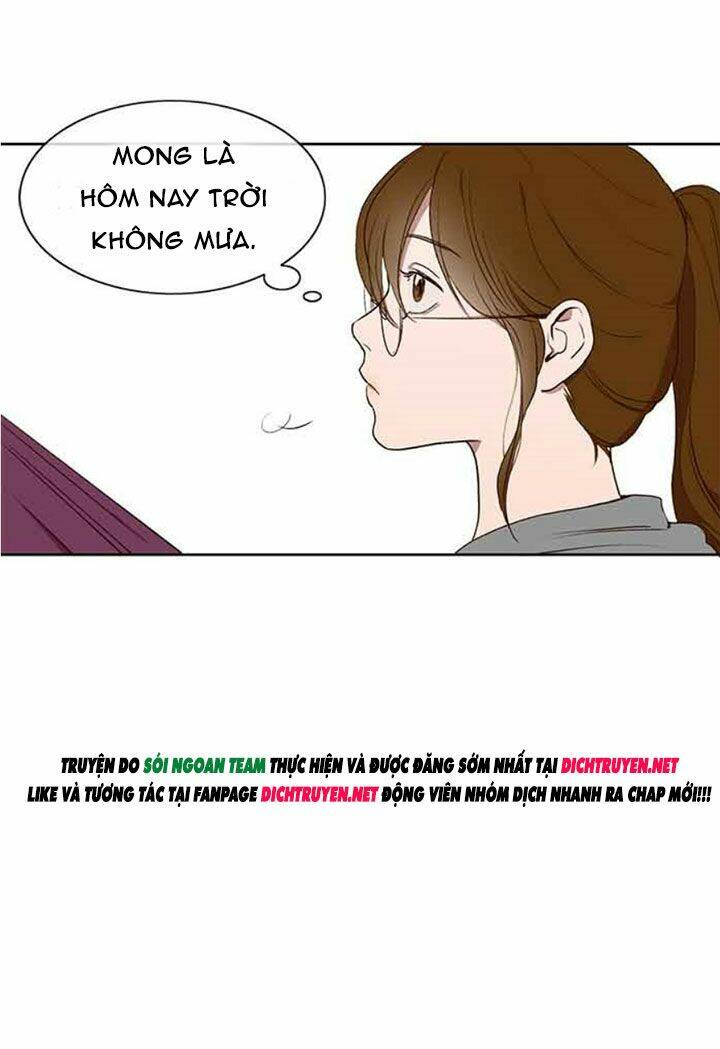 MONG LÀ
HÔM NAY TRỜI
KHÔNG MƯA.
TRUYỆN DO SÓI NGOAN TEAM THỰC HIỆN VÀ ĐƯỢC ĐĂNG SỚM NHẤT TẠI DICHTRUYEN.NET
LIKE VÀ TƯƠNG TÁC TẠI FANPAGE DICHTRUYEN.NET ĐỘNG VIÊN NHÓM DỊCH NHANH RA CHAP MỚI!!!